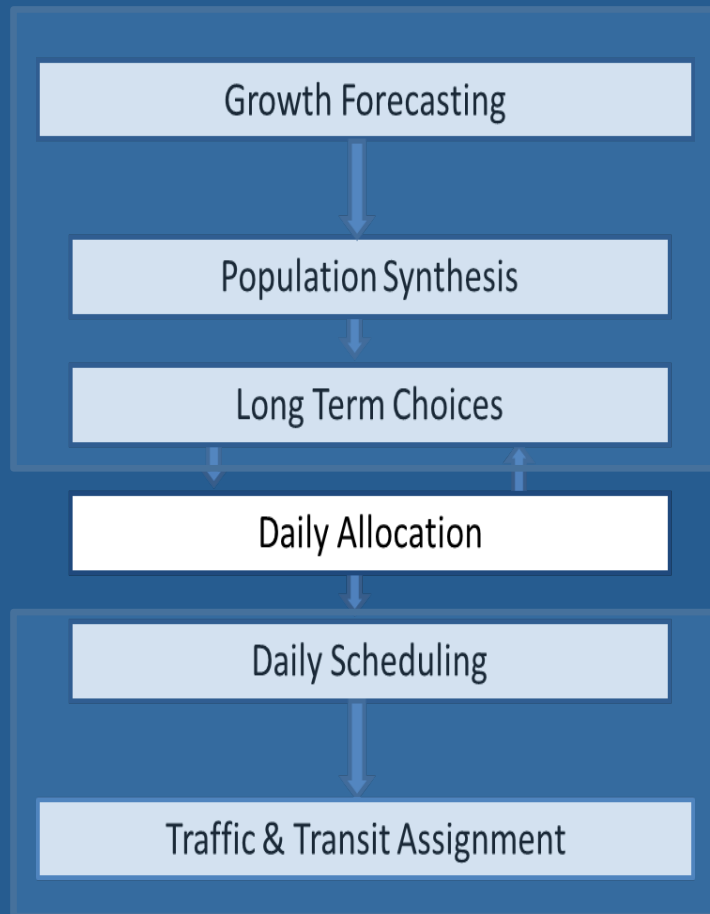 Growth Forecasting
Population Synthesis
Long Term Choices
Daily Allocation
Daily Scheduling
Traffic & Transit Assignment